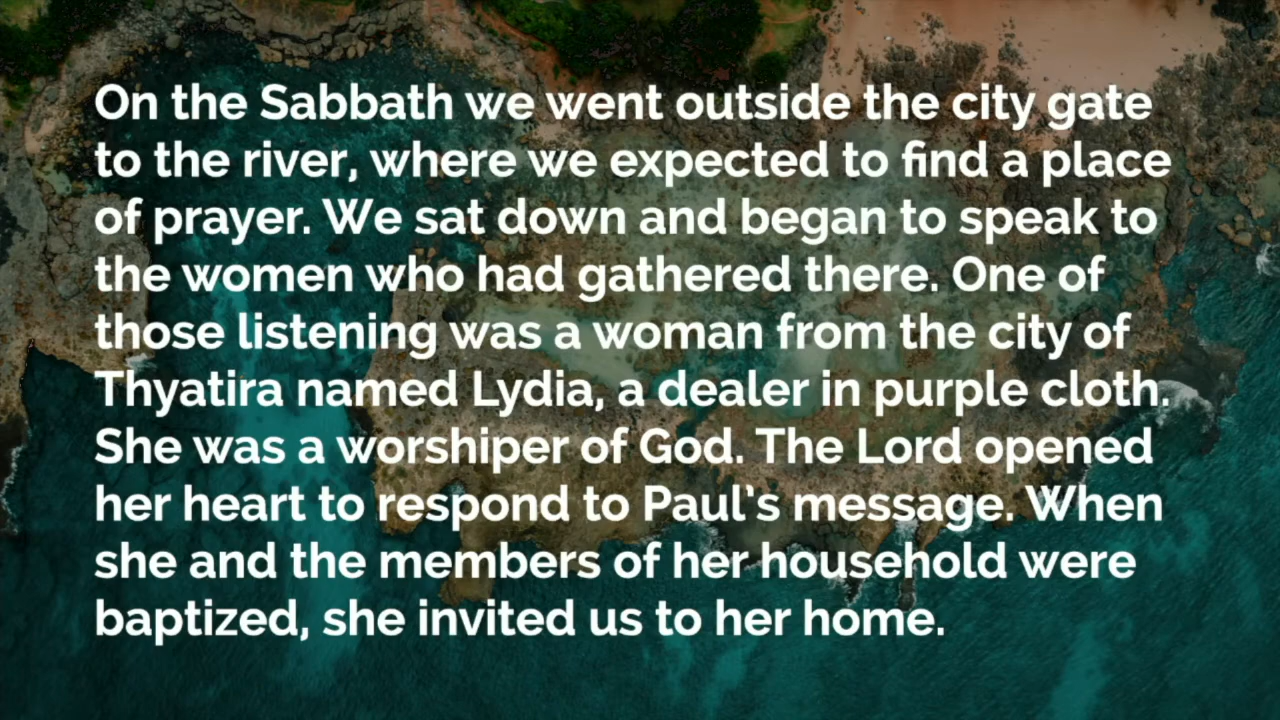 On the Sabbath we went outside the city gate
to the river, where we expected to find a place
of prayer. We sat down and began to speak to
the women who had gathered there. One of
those listening was a woman from the city of
Thyatira named Lydia, a dealer in purple cloth.
She was a worshiper of God. The Lord opened
her heart to respond to Paul's message. When
she and the members of her household were
baptized, she invited us to her home.